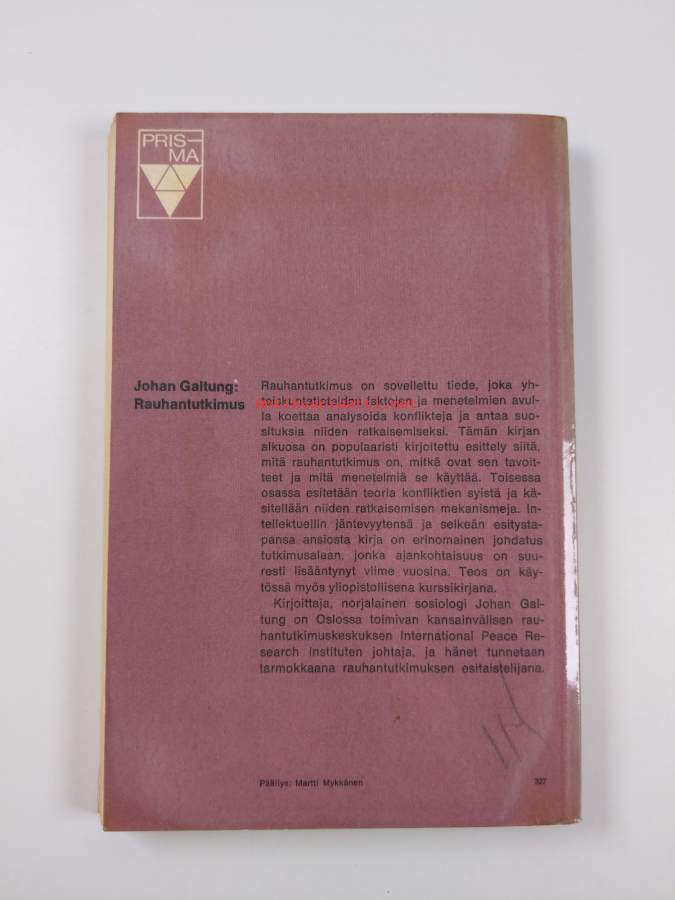 PRIS—
MA
Johan Galtung:
Rauhantutkimus
Rauhantutkimus on sovellettu tiede, joka yh-
teiskuntatieteiden faktojen ja menetelmien avul-
la koettaa analysoida konflikteja ja antaa suo-
situksia niiden ratkaisemiseksi. Tämän kirjan
alkuosa on populaaristi kirjoitettu esittely siitä,
mitä rauhantutkimus on, mitkä ovat sen tavoit-
teet ja mitä menetelmiä se käyttää. Toisessa
osassa esitetään teoria konfliktien syistä ja kä-
sitellään niiden ratkaisemisen mekanismeja. In-
tellektuellin jäntevyytensä ja selkeän esitysta-
pansa ansiosta kirja on erinomainen johdatus
tutkimusalaan, jonka ajankohtaisuus on suu-
resti lisääntynyt viime vuosina. Teos on käy-
tössä myös yliopistollisena kurssikirjana.
Kirjoittaja, norjalainen sosiologi Johan Gal-
tung on Oslossa toimivan kansainvälisen rau-
hantutkimuskeskuksen International Peace Re-
search Instituten johtaja, ja hänet tunnetaan
tarmokkaana rauhantutkimuksen esitaistelijana.
Päällys: Martti Mykkänen
327